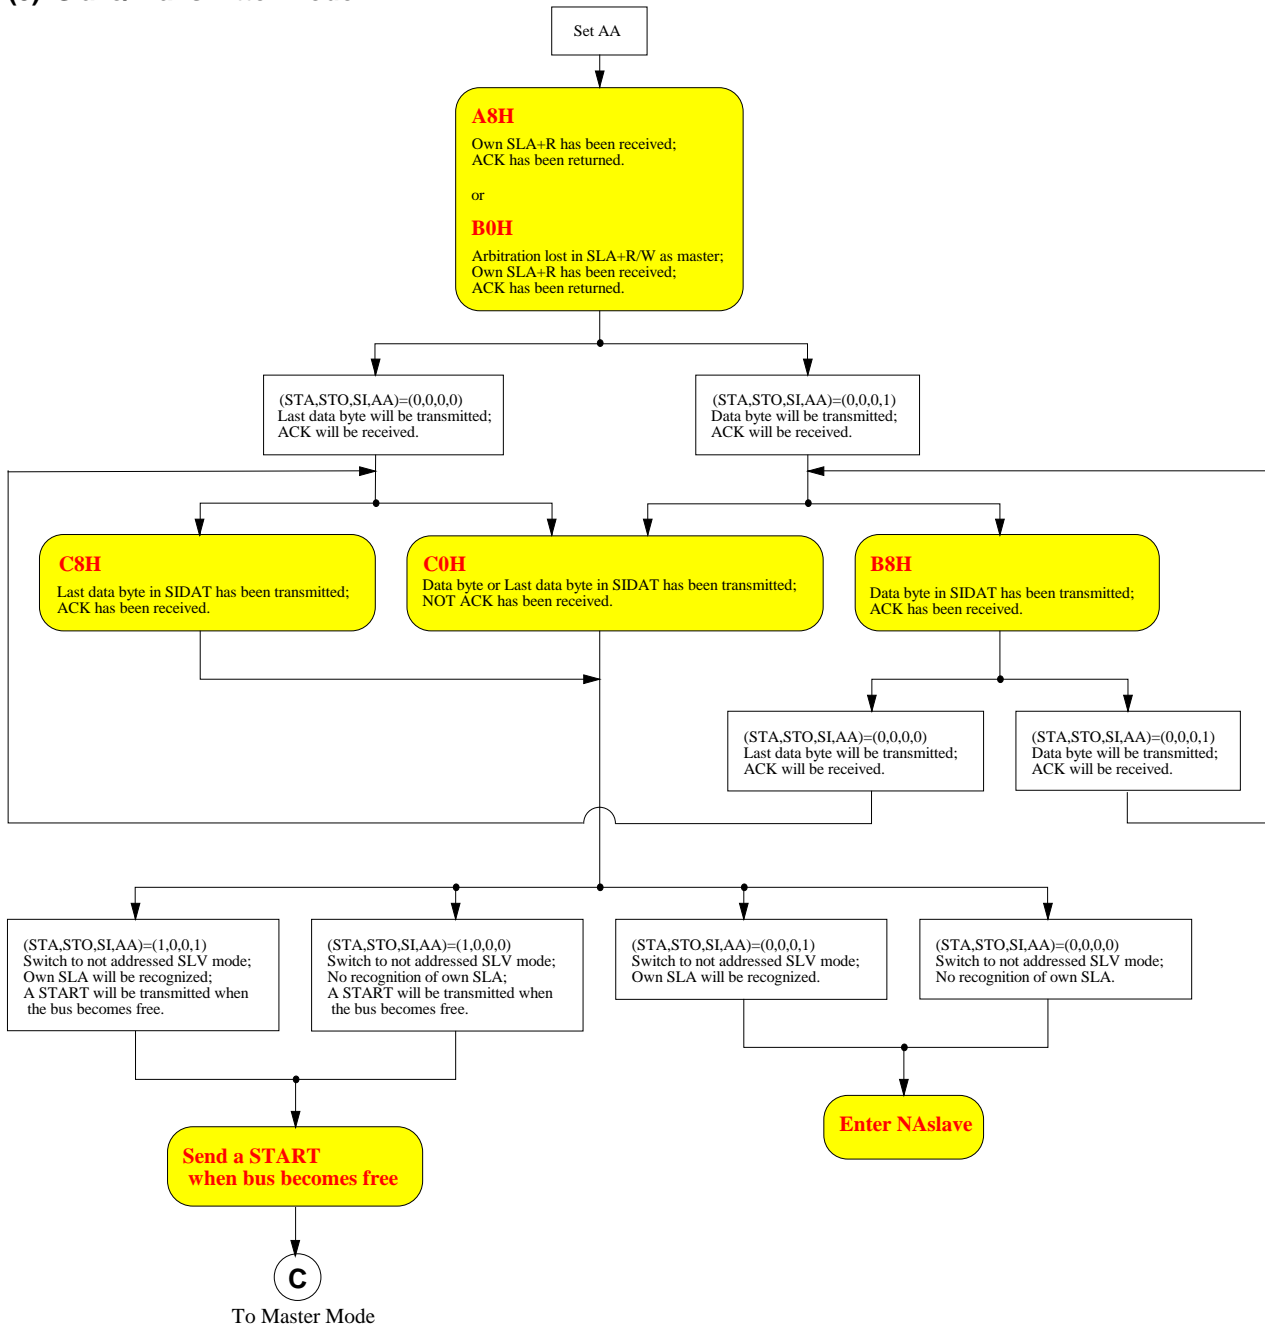 Set AA
A8H
Own SLA+R has been received;
ACK has been returned.
or
B0H
Arbitration lost in SLA+R/W as master;
Own SLA+R has been received;
ACK has been returned.
(STA,STO,SI,AA)=(0,0,0,0)
Last data byte will be transmitted;
ACK will be received.
(STA,STO,SI,AA)=(0,0,0,1)
Data byte will be transmitted;
ACK will be received.
C8H
Last data byte in SIDAT has been transmitted;
ACK has been received.
C0H
Data byte or Last data byte in SIDAT has been transmitted;
NOT ACK has been received.
B8H
Data byte in SIDAT has been transmitted;
ACK has been received.
(STA,STO,SI,AA)=(0,0,0,0)
Last data byte will be transmitted;
ACK will be received.
(STA,STO,SI,AA)=(0,0,0,1)
Data byte will be transmitted;
ACK will be received.
(STA,STO,SI,AA)=(1,0,0,1)
Switch to not addressed SLV mode;
Own SLA will be recognized;
A START will be transmitted when
the bus becomes free.
(STA,STO,SI,AA)=(1,0,0,0)
Switch to not addressed SLV mode;
No recognition of own SLA;
A START will be transmitted when
the bus becomes free.
(STA,STO,SI,AA)=(0,0,0,1)
Switch to not addressed SLV mode;
Own SLA will be recognized.
(STA,STO,SI,AA)=(0,0,0,0)
Switch to not addressed SLV mode;
No recognition of own SLA.
Send a START
when bus becomes free
Enter NAslave
C
To Master Mode